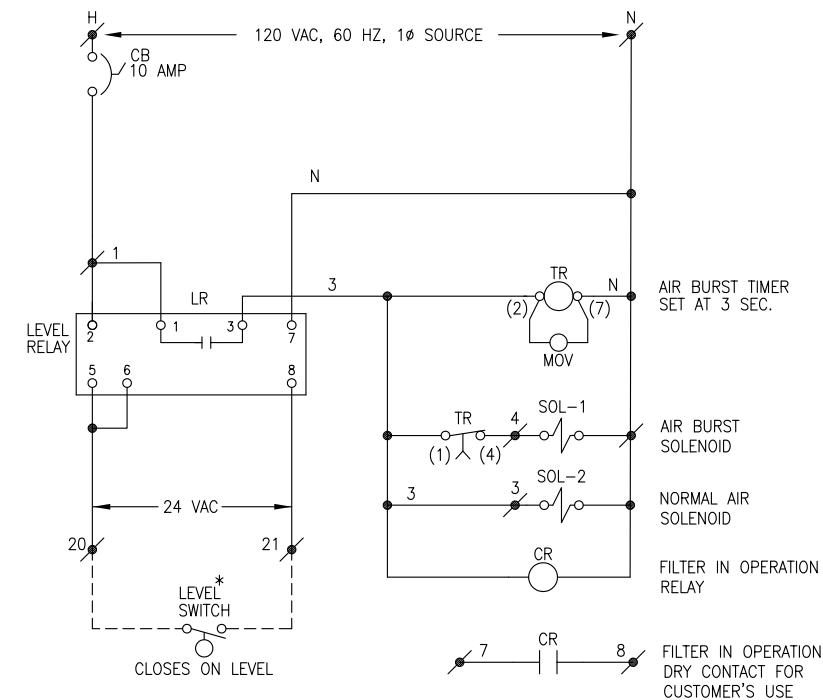 H
N
120 VAC, 60 HZ, 1ø SOURCE
CB
10 AMP
N
1
LR
3
TR
N
AIR BURST TIMER
SET AT 3 SEC.
(2)
(7)
LEVEL
RELAY
2
1
3
7
MOV
5
6
8
TR
4
SOL-1
AIR BURST
SOLENOID
(1)
(4)
SOL-2
3
3
NORMAL AIR
SOLENOID
24 VAC
20
21
CR
FILTER IN OPERATION
RELAY
LEVEL*
SWITCH
CLOSES ON LEVEL
7
CR
8
FILTER IN OPERATION
DRY CONTACT FOR
CUSTOMER'S USE